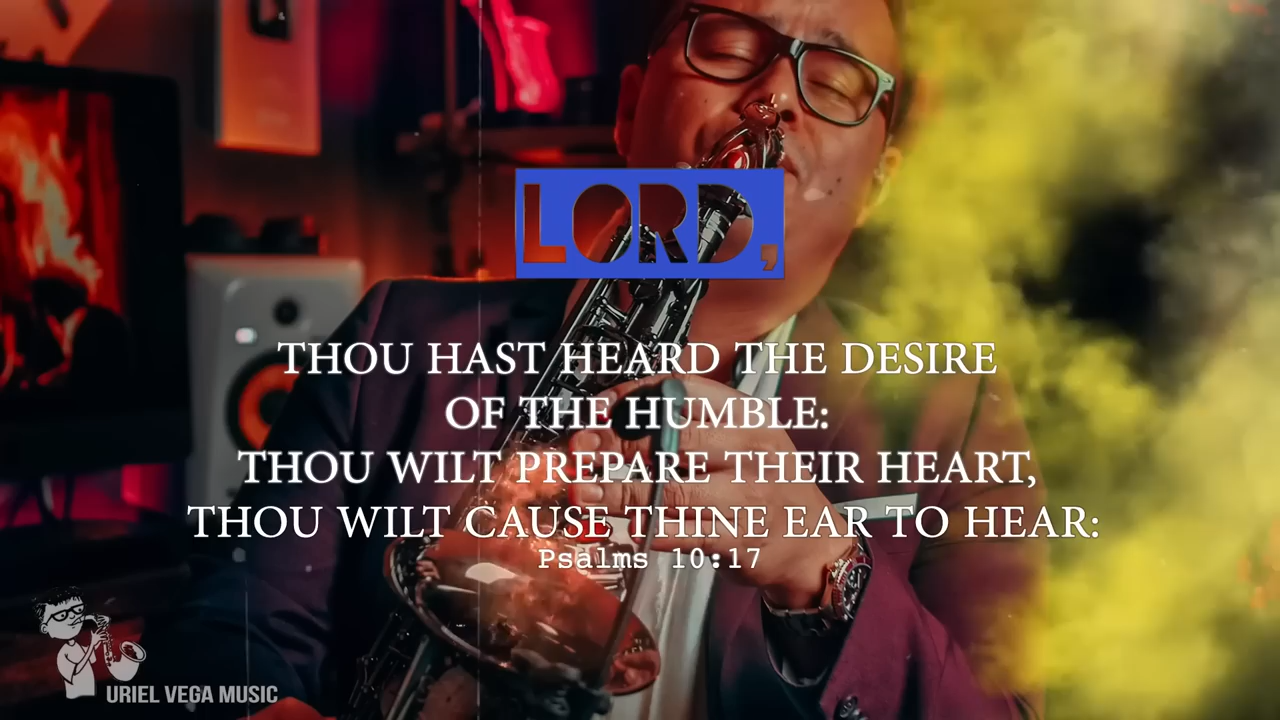 LORD,
THOU HAST HEARD THE DESIRE
OF THE HUMBLE:
THOU WILT PREPARE THEIR HEART,
THOU WILT CAUSE THINE EAR TO HEAR:
Psalms 10:17
URIEL VEGA MUSIC